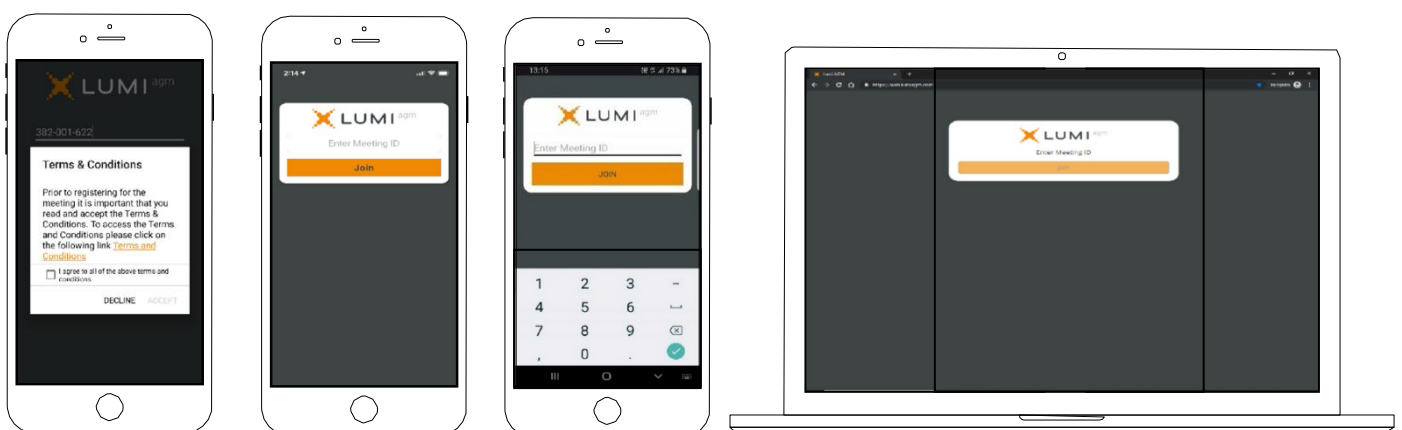 LUMI agm
382-001-622
Terms & Conditions
Prior to registering for the
meeting it is important that you
read and accept the Terms &
Conditions. To access the Terms
and Conditions please click on
the following link Terms and
Conditions
I agree to all of the above terms and
conditions
DECLINE ACCEPT
2:14
LUMI agm
Enter Meeting ID
Join
13:15 73%
LUMI agm
Enter Meeting ID
JOIN
1 2 3 -
4 5 6
7 8 9
, 0 .
LUMI agm
Enter Meeting ID
Join